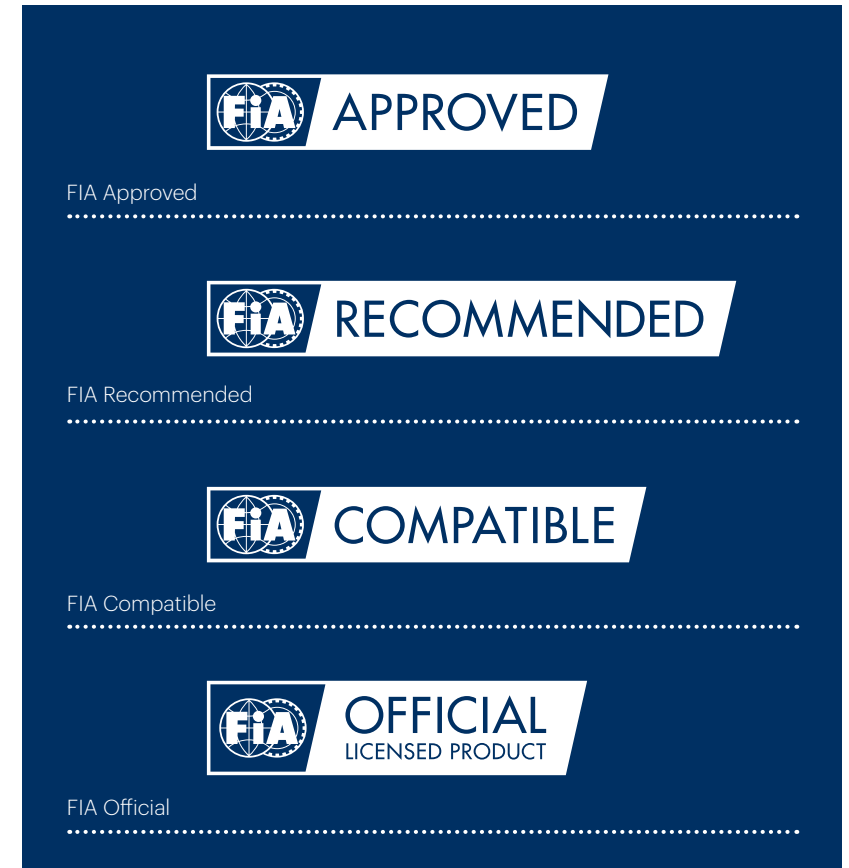 FiA APPROVED
FIA Approved
FiA RECOMMENDED
FIA Recommended
FiA COMPATIBLE
FIA Compatible
FiA OFFICIAL
LICENSED PRODUCT
FIA Official